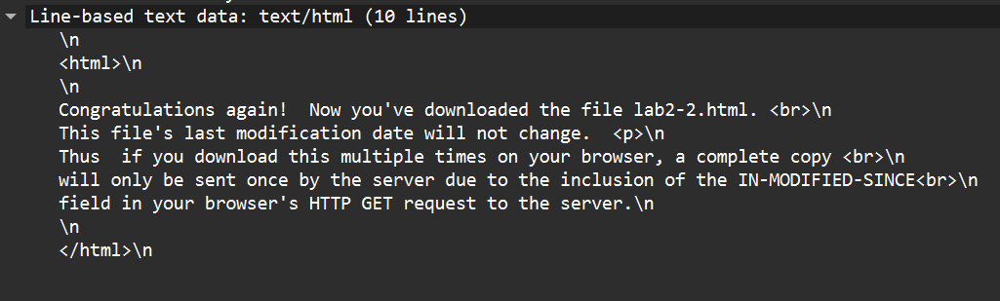 Line-based text data: text/html (10 lines)
\n
<html>\n
\n
Congratulations again!  Now you've downloaded the file lab2-2.html. <br>\n
This file's last modification date will not change.  <p>\n
Thus  if you download this multiple times on your browser, a complete copy <br>\n
will only be sent once by the server due to the inclusion of the IN-MODIFIED-SINCE<br>\n
field in your browser's HTTP GET request to the server.\n
\n
</html>\n